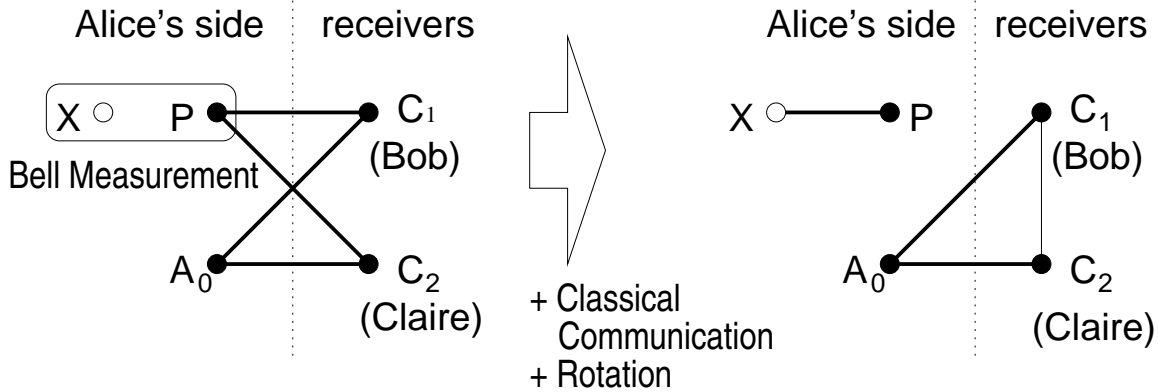 Alice's side receivers
X P C1
(Bob)
Bell Measurement
A0 C2
(Claire)
+ Classical
Communication
+ Rotation
Alice's side receivers
X P C1
(Bob)
A0 C2
(Claire)